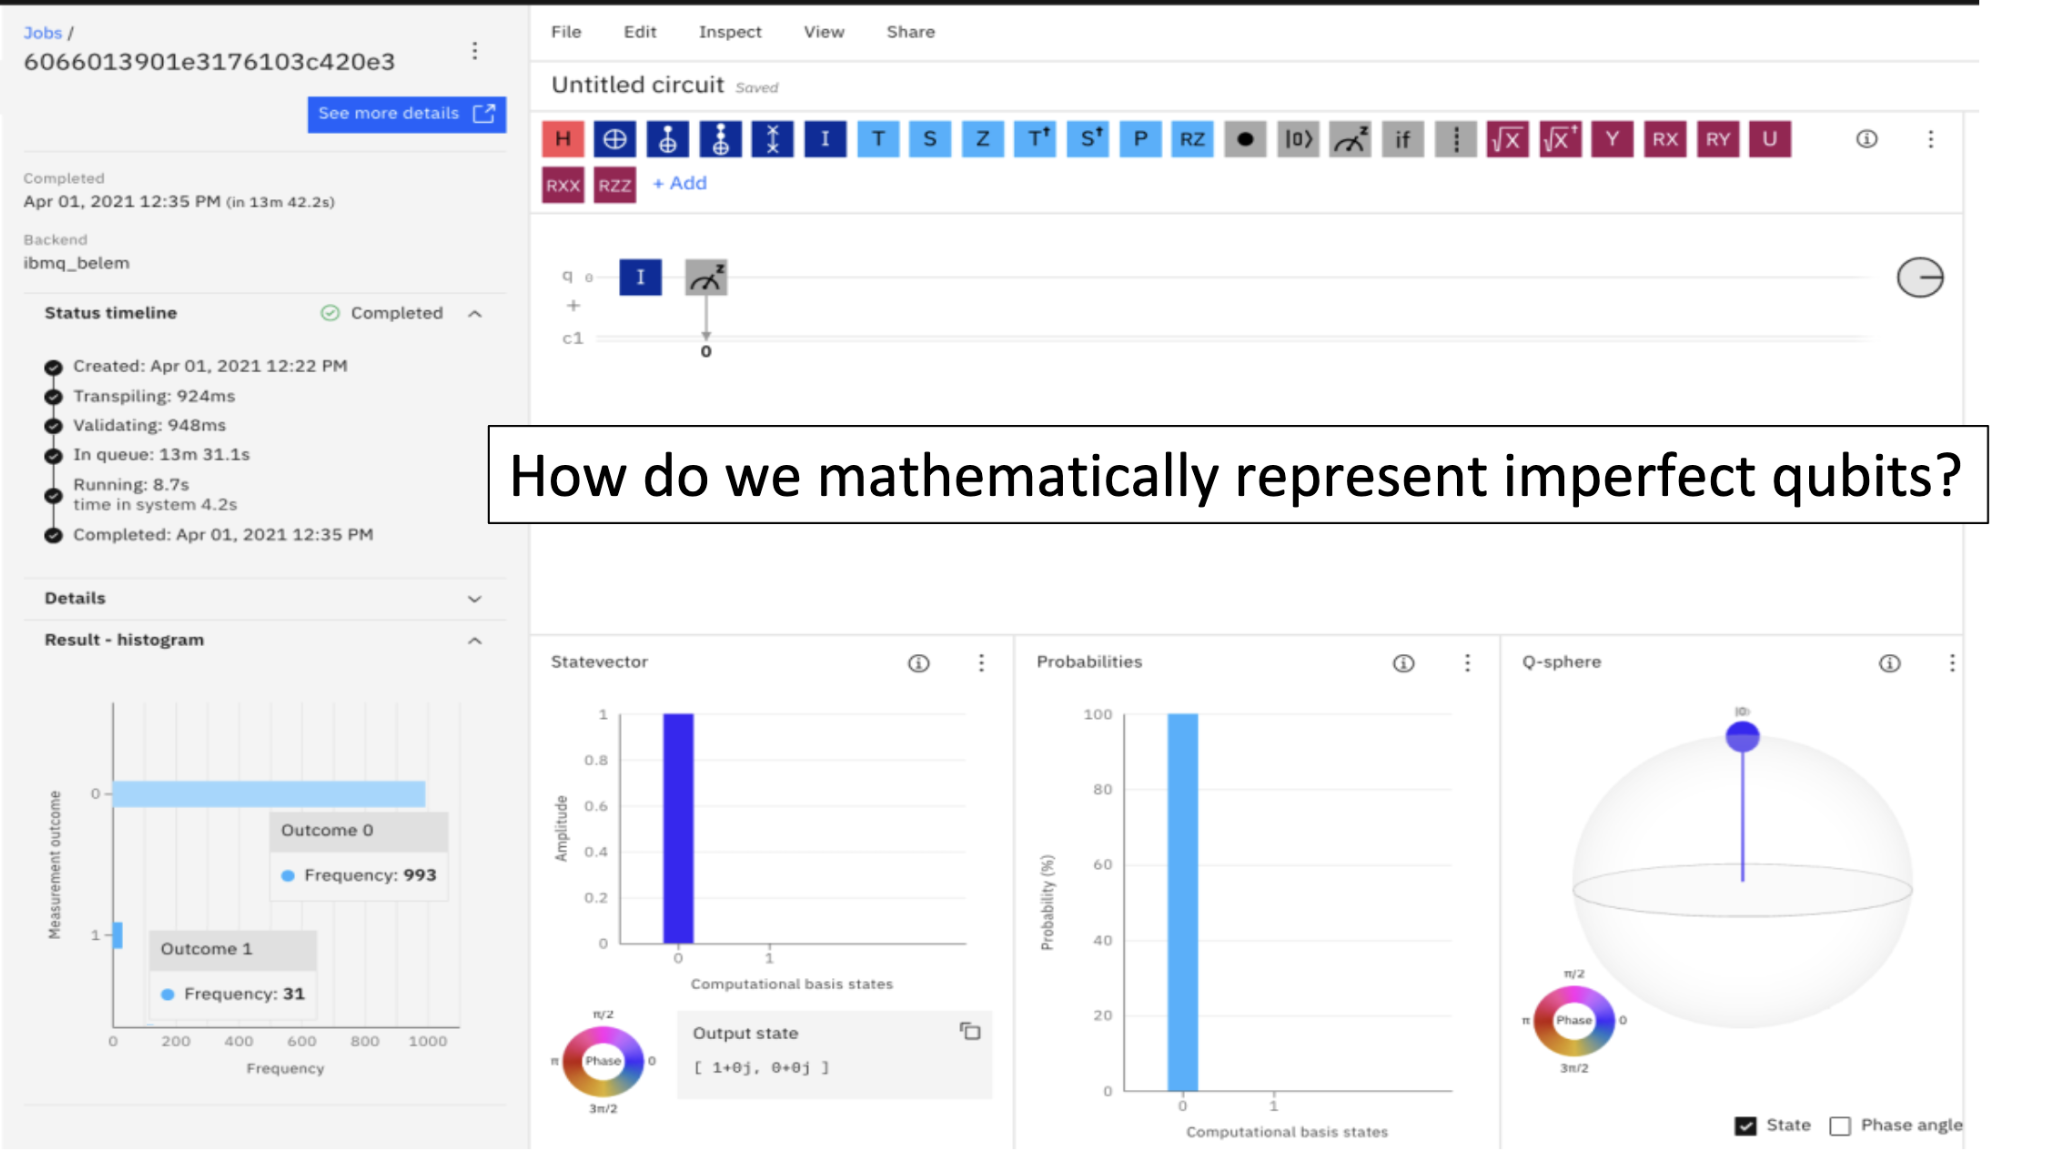 Jobs /
6066013901e3176103c420e3
See more details
Completed
Apr 01, 2021 12:35 PM (in 13m 42.2s)
Backend
ibmq_belem
Status timeline
Completed
Created: Apr 01, 2021 12:22 PM
Transpiling: 924ms
Validating: 948ms
In queue: 13m 31.1s
Running: 8.7s
time in system 4.2s
Completed: Apr 01, 2021 12:35 PM
Details
Result - histogram
Measurement outcome
0
Outcome 0
Frequency: 993
1
Outcome 1
Frequency: 31
0 200 400 600 800 1000
Frequency
File Edit Inspect View Share
Untitled circuit Saved
H I T S Z T† S† P RZ |0⟩ z if √X √X† Y RX RY U
RXX RZZ + Add
q 0 I z
+
c1
0
How do we mathematically represent imperfect qubits?
Statevector
Amplitude
1
0.8
0.6
0.4
0.2
0
0 1
Computational basis states
π/2
π Phase 0
3π/2
Output state
[ 1+0j, 0+0j ]
Probabilities
Probability (%)
100
80
60
40
20
0
0 1
Computational basis states
Q-sphere
|0⟩
π/2
π Phase 0
3π/2
State Phase angle